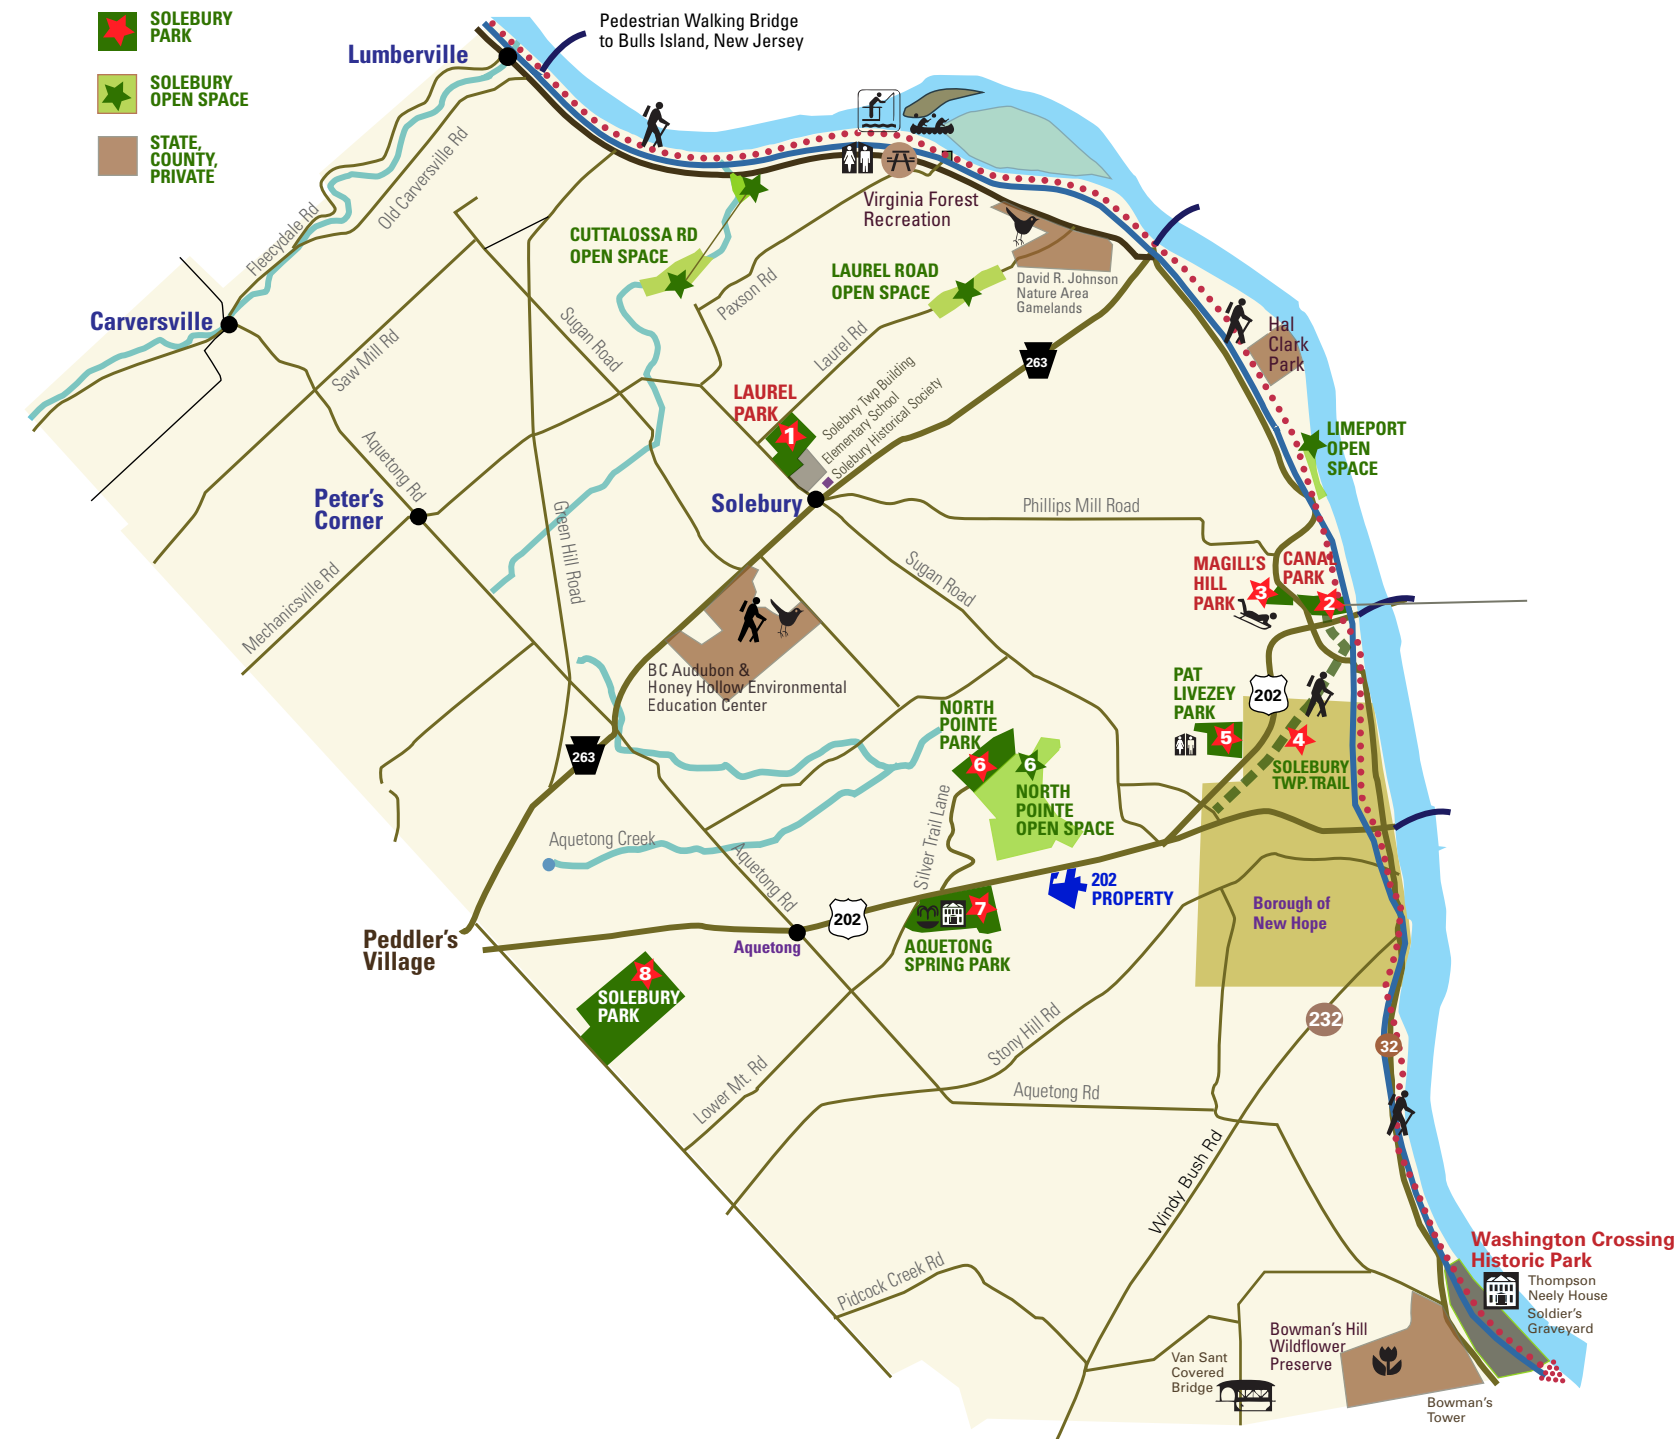 SOLEBURY
PARK
SOLEBURY
OPEN SPACE
STATE,
COUNTY,
PRIVATE
Pedestrian Walking Bridge
to Bulls Island, New Jersey
Lumberville
Old Carversville Rd
Fleecydale Rd
Carversville
Virginia Forest
Recreation
CUTTALOSSA RD
OPEN SPACE
LAUREL ROAD
OPEN SPACE
David R. Johnson
Nature Area
Gamelands
Paxson Rd
Sugan Road
Saw Mill Rd
Laurel Rd
263
Hal
Clark
Park
LAUREL
PARK
1
Solebury Twp Building
Elementary School
Solebury Historical Society
LIMEPORT
OPEN
SPACE
Aquetong Rd
Peter's
Corner
Solebury
Phillips Mill Road
Green Hill Road
Mechanicsville Rd
Sugan Road
MAGILL'S
HILL
PARK
3
CANAL
PARK
2
BC Audubon &
Honey Hollow Environmental
Education Center
PAT
LIVEZEY
PARK
5
202
4
SOLEBURY
TWP. TRAIL
NORTH
POINTE
PARK
6
6
NORTH
POINTE
OPEN SPACE
263
Silver Trail Lane
Aquetong Creek
Aquetong Rd
202
PROPERTY
202
7
AQUETONG
SPRING PARK
Borough of
New Hope
Peddler's
Village
Aquetong
8
SOLEBURY
PARK
232
32
Stony Hill Rd
Lower Mt. Rd
Aquetong Rd
Windy Bush Rd
Pidcock Creek Rd
Washington Crossing
Historic Park
Thompson
Neely House
Soldier's
Graveyard
Bowman's Hill
Wildflower
Preserve
Van Sant
Covered
Bridge
Bowman's
Tower